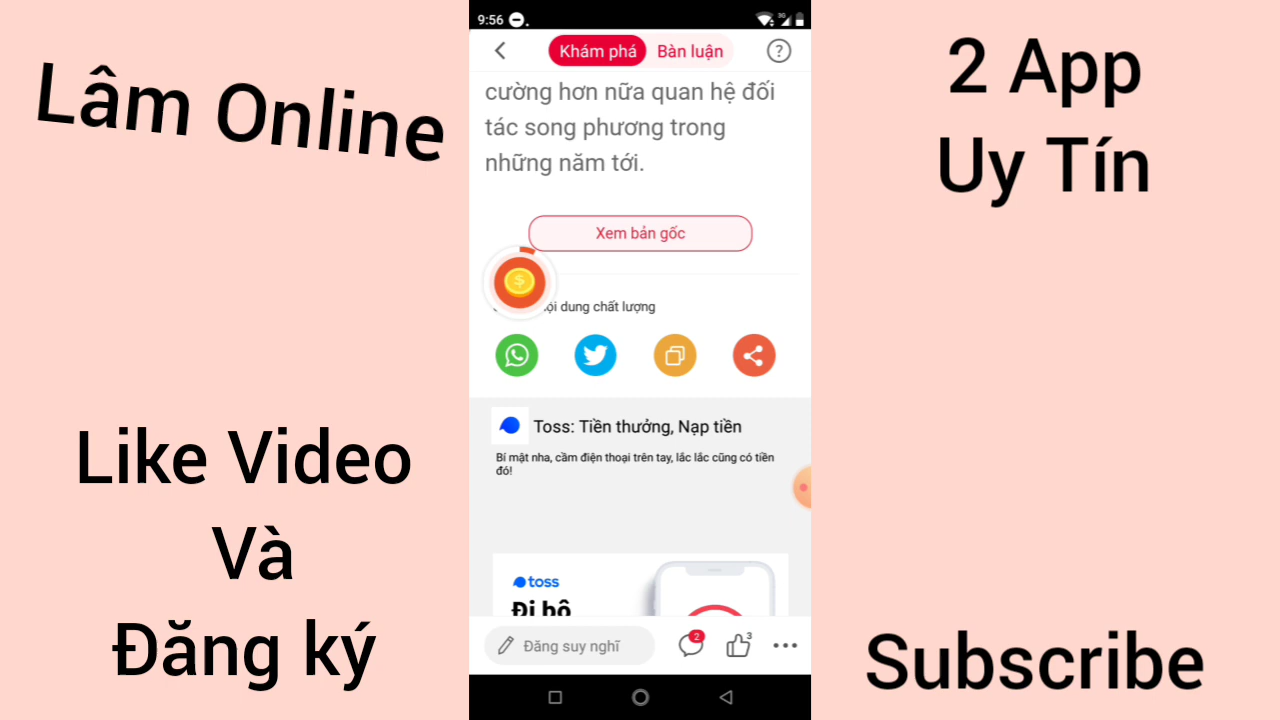 Lâm Online
Like Video
Và
Đăng ký
9:56
3G
Khám phá Bàn luận ?
cường hơn nữa quan hệ đối
tác song phương trong
những năm tới.
Xem bản gốc
$
dung chất lượng
Toss: Tiền thưởng, Nạp tiền
Bí mật nha, cầm điện thoại trên tay, lắc lắc cũng có tiền
đó!
toss
Đi bộ
Đăng suy nghĩ 2 3
2 App
Uy Tín
Subscribe